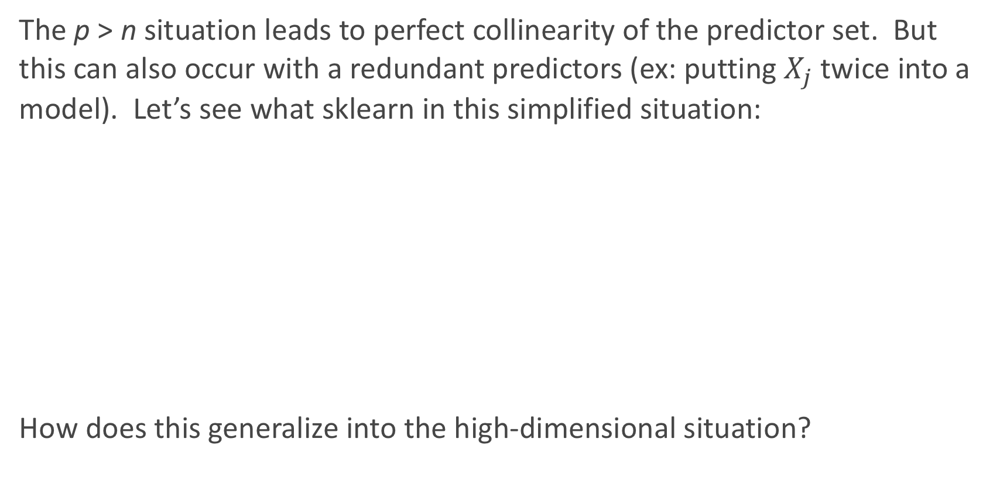 The p > n situation leads to perfect collinearity of the predictor set.  But
this can also occur with a redundant predictors (ex: putting Xj twice into a
model).  Let’s see what sklearn in this simplified situation:
How does this generalize into the high-dimensional situation?